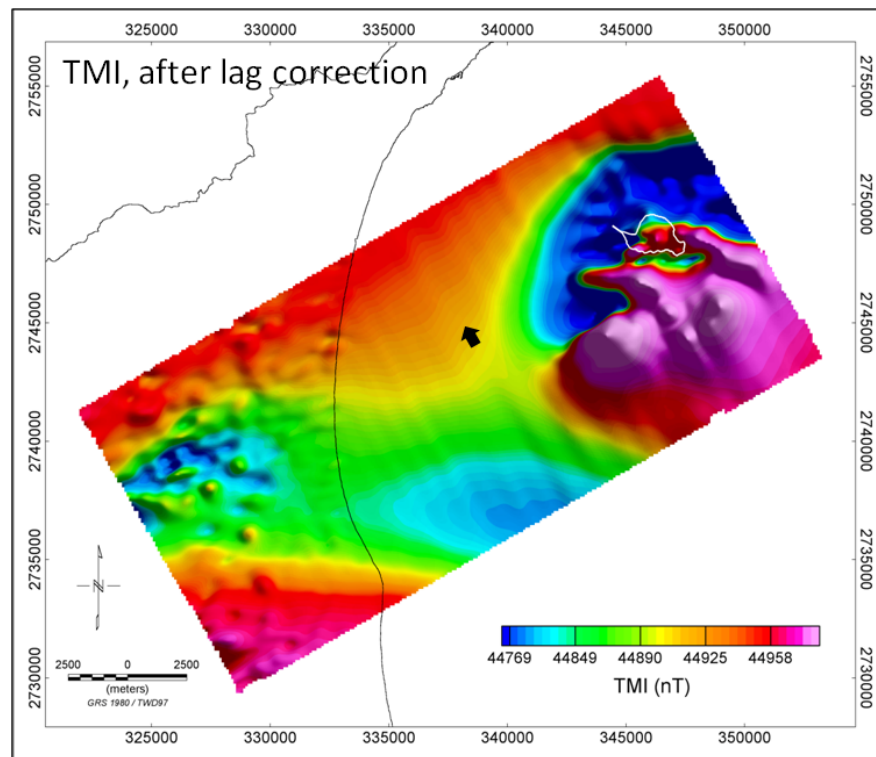 325000 330000 335000 340000 345000 350000
TMI, after lag correction
2755000 2755000
2750000 2750000
2745000 2745000
2740000 2740000
2735000 2735000
2730000 2730000
N
44769 44849 44890 44925 44958
TMI (nT)
2500 0 2500
(meters)
GRS 1980 / TWD97
325000 330000 335000 340000 345000 350000